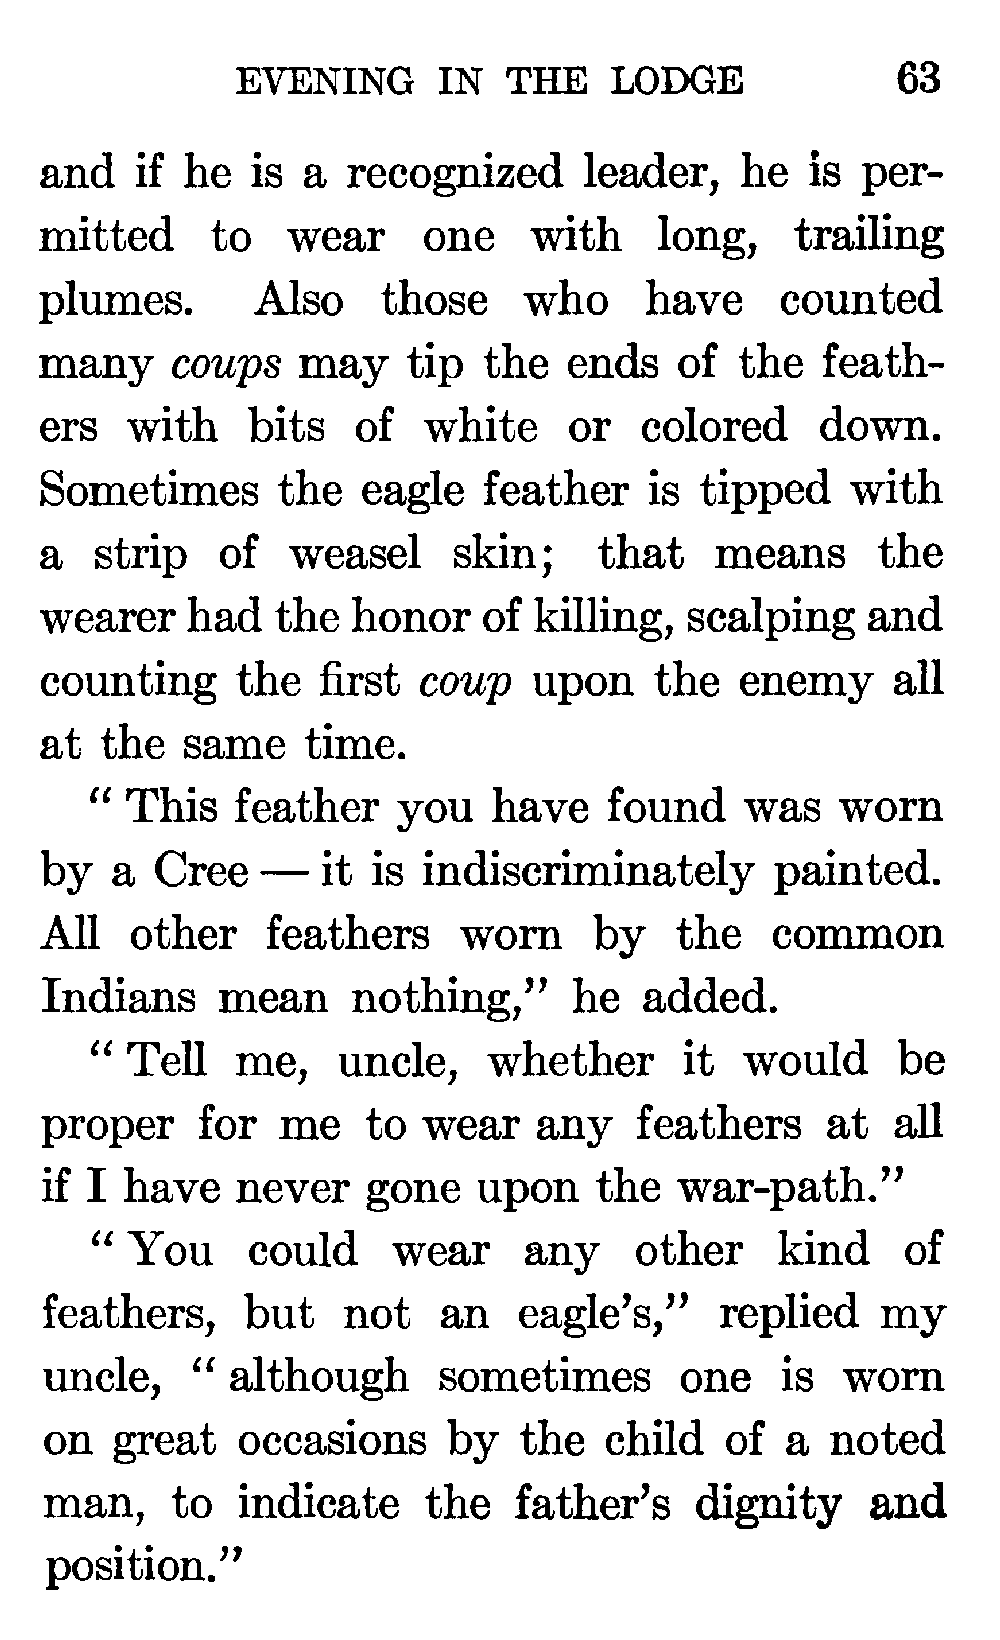 EVENING IN THE LODGE 63
and if he is a recognized leader, he is per-
mitted to wear one with long, trailing
plumes. Also those who have counted
many coups may tip the ends of the feath-
ers with bits of white or colored down.
Sometimes the eagle feather is tipped with
a strip of weasel skin; that means the
wearer had the honor of killing, scalping and
counting the first coup upon the enemy all
at the same time.
“ This feather you have found was worn
by a Cree — it is indiscriminately painted.
All other feathers worn by the common
Indians mean nothing,” he added.
“ Tell me, uncle, whether it would be
proper for me to wear any feathers at all
if I have never gone upon the war-path.”
“ You could wear any other kind of
feathers, but not an eagle’s,” replied my
uncle, “ although sometimes one is worn
on great occasions by the child of a noted
man, to indicate the father’s dignity and
position.”